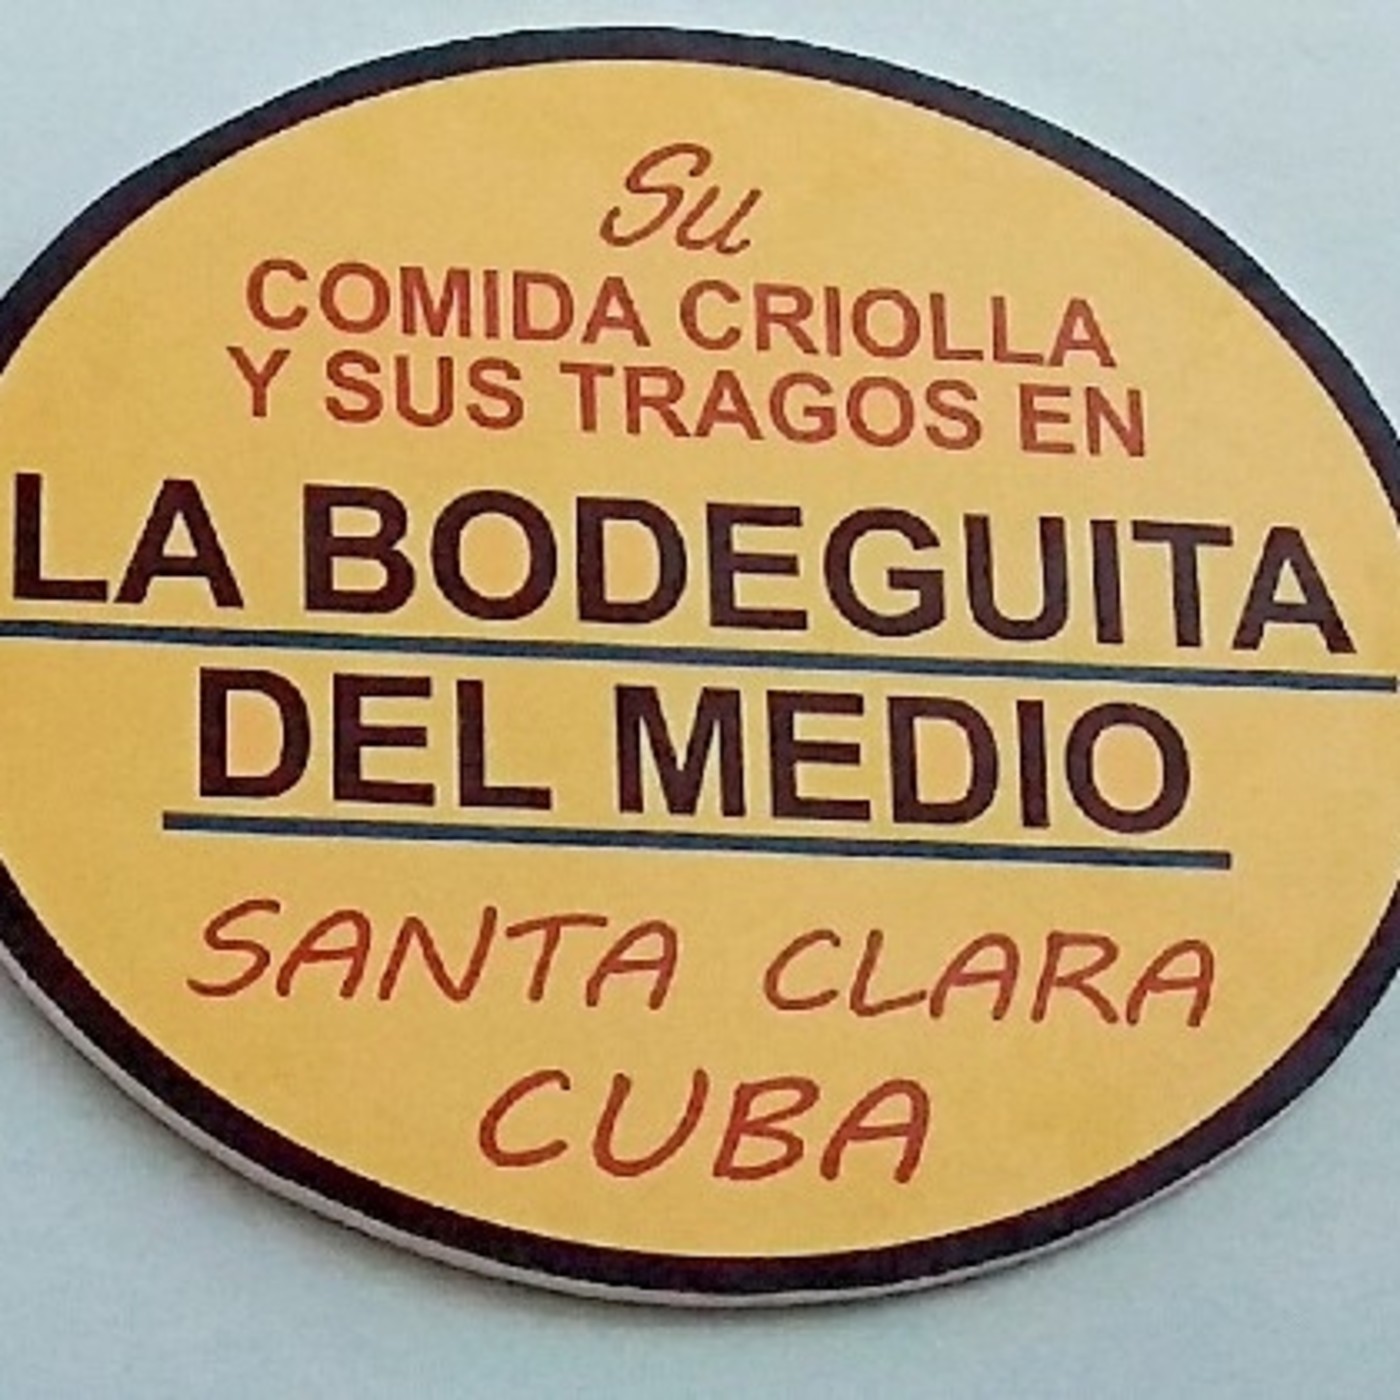 Su
COMIDA CRIOLLA
Y SUS TRAGOS EN
LA BODEGUITA
DEL MEDIO
SANTA CLARA
CUBA